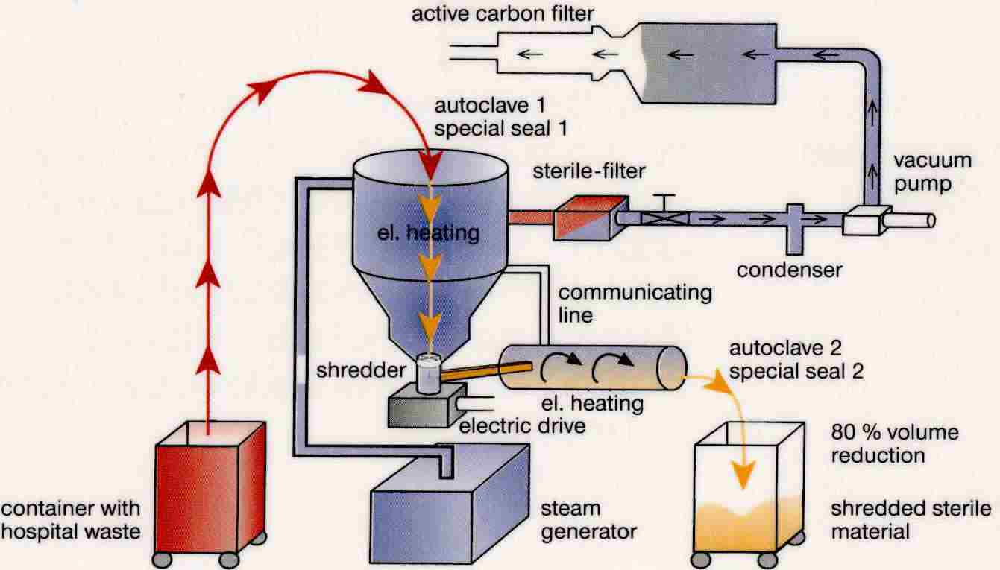 active carbon filter
autoclave 1
special seal 1
sterile-filter
vacuum
pump
el. heating
condenser
communicating
line
autoclave 2
special seal 2
shredder
el. heating
electric drive
80 % volume
reduction
container with
hospital waste
steam
generator
shredded sterile
material